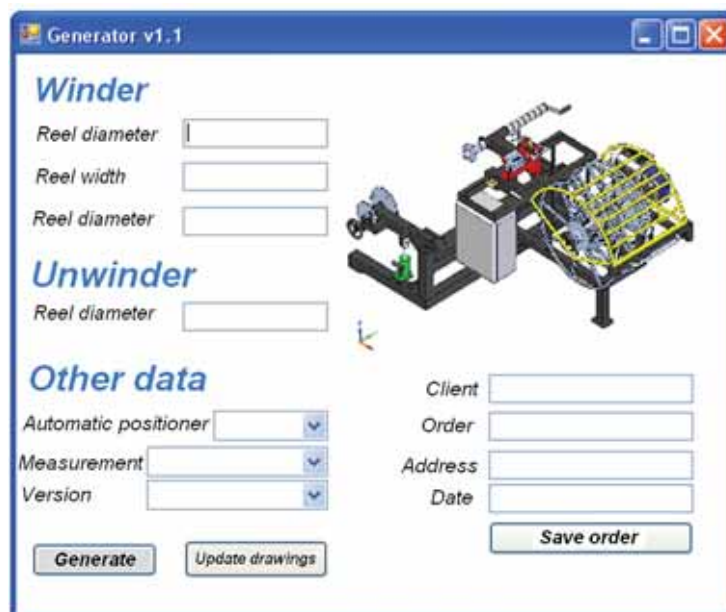 Generator v1.1
Winder
Reel diameter
Reel width
Reel diameter
Unwinder
Reel diameter
Other data
Automatic positioner
Measurement
Version
Generate
Update drawings
Client
Order
Address
Date
Save order